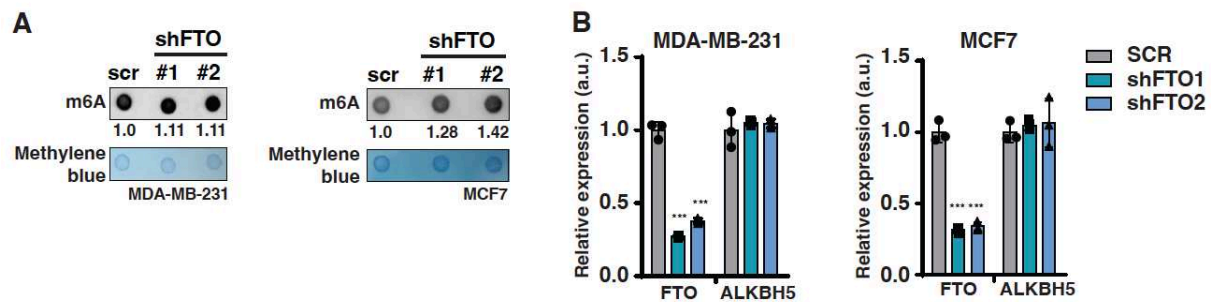 A
shFTO
scr #1 #2
m6A
1.0 1.11 1.11
Methylene
blue
MDA-MB-231
shFTO
scr #1 #2
m6A
1.0 1.28 1.42
Methylene
blue
MCF7
B
MDA-MB-231
Relative expression (a.u.)
1.5
1.0
0.5
0.0
*** ***
FTO ALKBH5
MCF7
Relative expression (a.u.)
1.5
1.0
0.5
0.0
*** ***
FTO ALKBH5
SCR
shFTO1
shFTO2